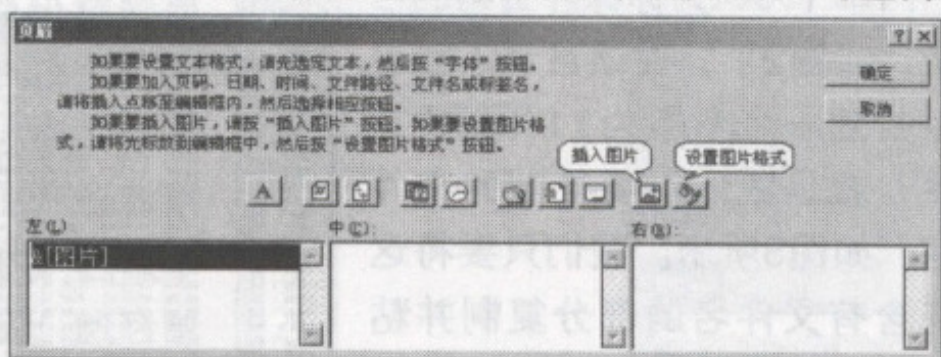 页眉
如果要设置文本格式，请先选定文本，然后按“字体”按钮。
如果要加入页码、日期、时间、文件路径、文件名或标签名，
请将插入点移至编辑框内，然后选择相应按钮。
如果要插入图片，请按“插入图片”按钮。如果要设置图片格
式，请将光标放到编辑框中，然后按“设置图片格式”按钮。
确定
取消
插入图片
设置图片格式
A
左(L):
中(C):
右(R):
&[图片]